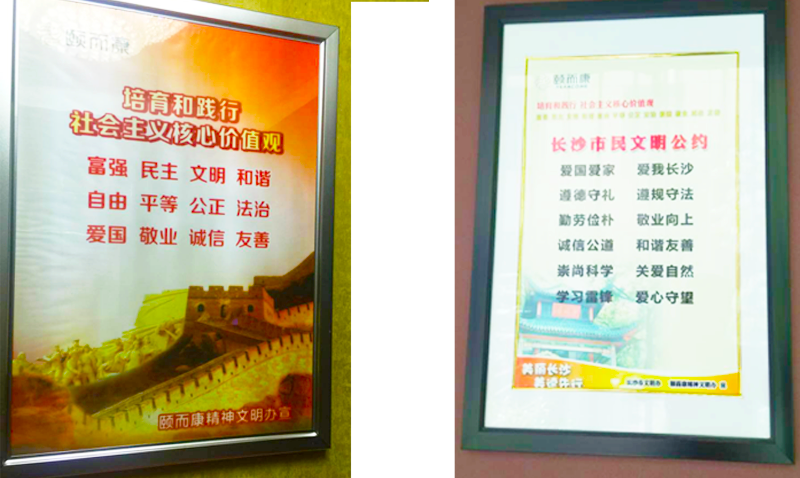 培育和践行
社会主义核心价值观
富强 民主 文明 和谐
自由 平等 公正 法治
爱国 敬业 诚信 友善
颐而康精神文明办宣
颐而康
长沙市民文明公约
爱国爱家 爱我长沙
遵德守礼 遵规守法
勤劳俭朴 敬业向上
诚信公道 和谐友善
崇尚科学 关爱自然
学习雷锋 爱心守望
美丽长沙